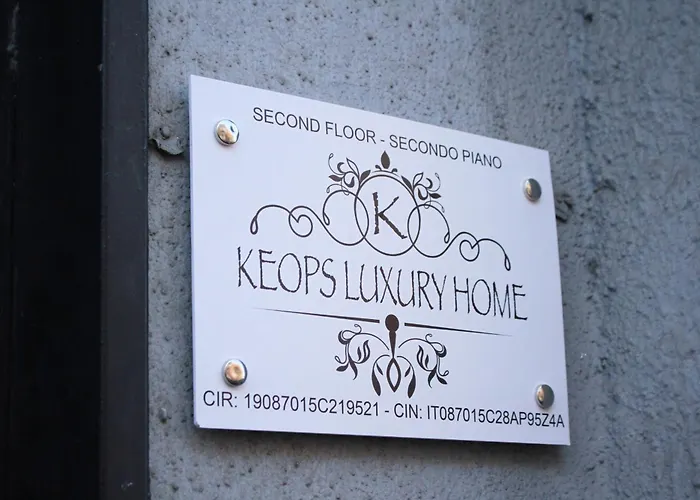 SECOND FLOOR - SECONDO PIANO
K
KEOPS LUXURY HOME
CIR: 19087015C219521 - CIN: IT087015C28AP95Z4A